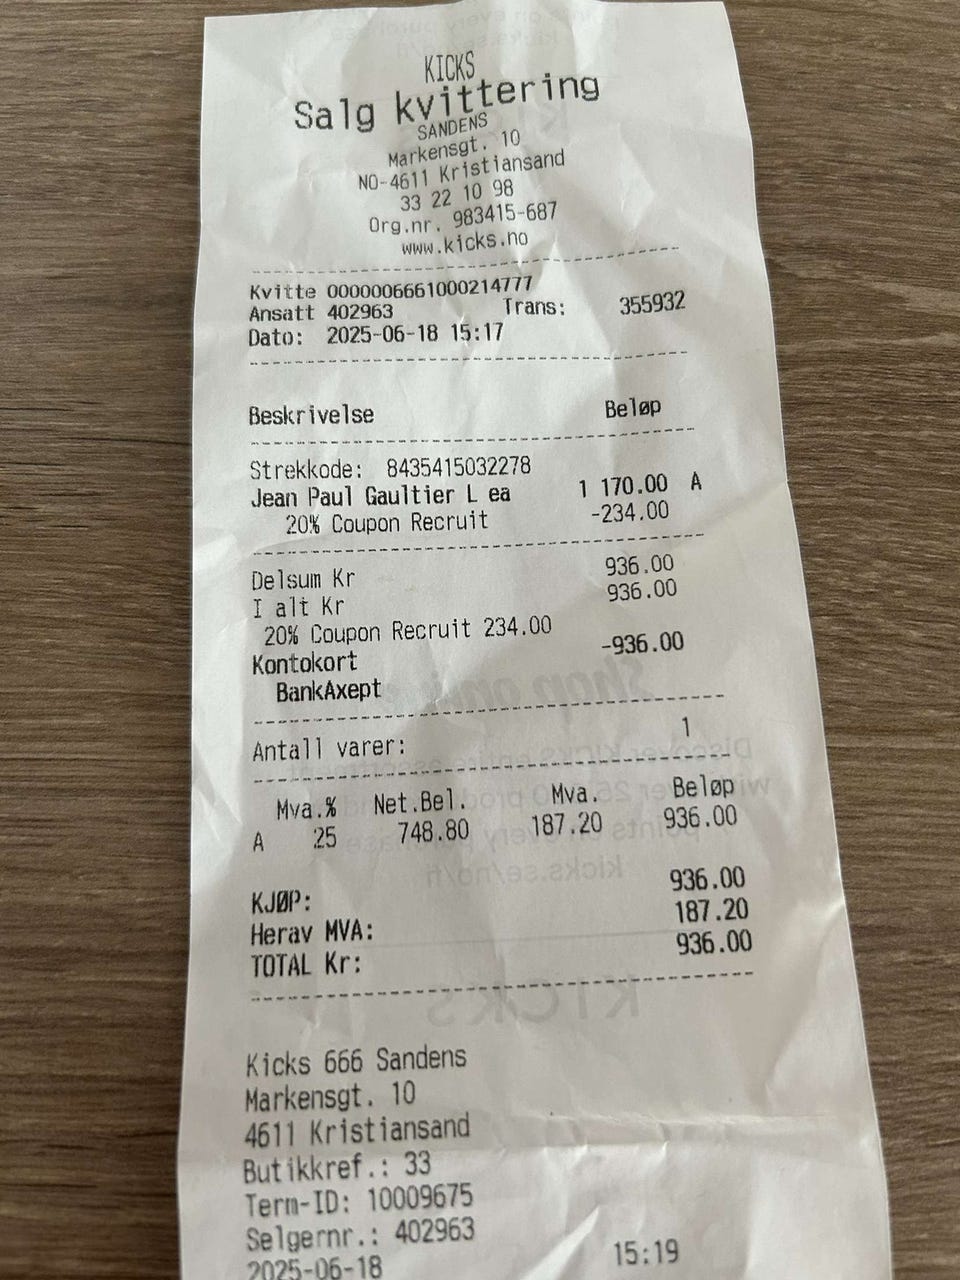 KICKS
Salg kvittering
SANDENS
Markensgt. 10
NO-4611 Kristiansand
33 22 10 98
Org.nr. 983415-687
www.kicks.no
Kvitte 0000006661000214777
Ansatt 402963 Trans: 355932
Dato: 2025-06-18 15:17
Beskrivelse Beløp
Strekkode: 8435415032278
Jean Paul Gaultier L ea 1 170.00 A
20% Coupon Recruit -234.00
Delsum Kr 936.00
I alt Kr 936.00
20% Coupon Recruit 234.00
Kontokort -936.00
BankAxept
Antall varer: 1
Mva.% Net.Bel. Mva. Beløp
A 25 748.80 187.20 936.00
KJØP: 936.00
Herav MVA: 187.20
TOTAL Kr: 936.00
Kicks 666 Sandens
Markensgt. 10
4611 Kristiansand
Butikkref.: 33
Term-ID: 10009675
Selgernr.: 402963
2025-06-18 15:19